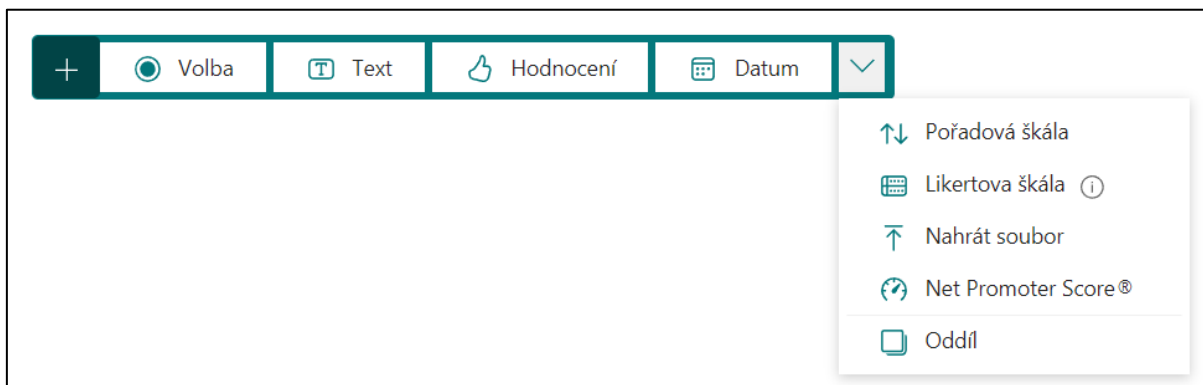 Volba Text Hodnocení Datum
Pořadová škála
Likertova škála
Nahrát soubor
Net Promoter Score®
Oddíl